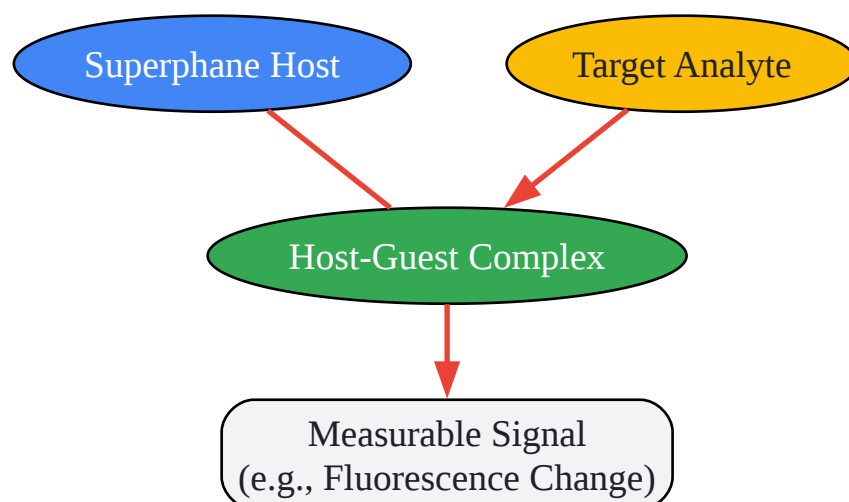 Superphane Host
Target Analyte
Host-Guest Complex
Measurable Signal
(e.g., Fluorescence Change)